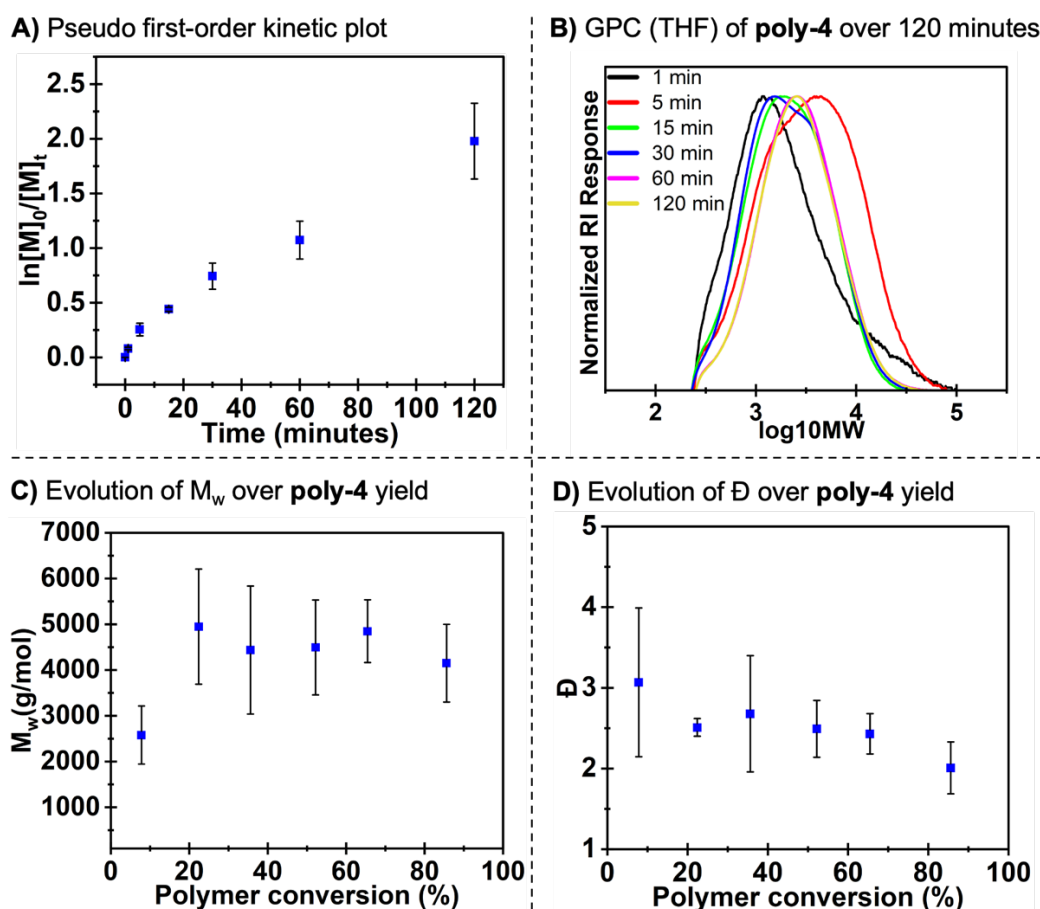 A) Pseudo first-order kinetic plot
2.5
2.0
1.5
1.0
0.5
0.0
ln[M]₀/[M]ₜ
0 20 40 60 80 100 120
Time (minutes)
B) GPC (THF) of poly-4 over 120 minutes
1 min
5 min
15 min
30 min
60 min
120 min
Normalized RI Response
2 3 4 5
log10MW
C) Evolution of M_w over poly-4 yield
7000
6000
5000
4000
3000
2000
1000
M_w(g/mol)
0 20 40 60 80 100
Polymer conversion (%)
D) Evolution of Đ over poly-4 yield
5
4
3
2
1
Đ
0 20 40 60 80 100
Polymer conversion (%)